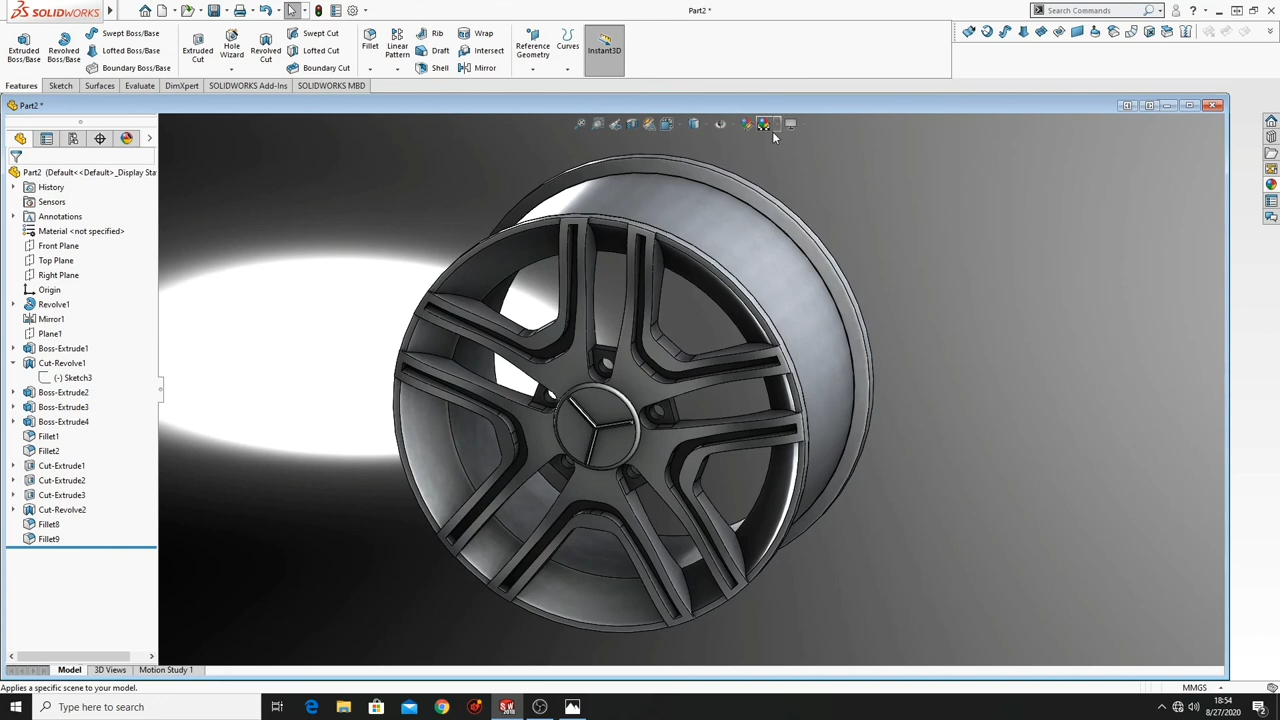 SOLIDWORKS
Part2 *
Search Commands
Extruded Boss/Base
Revolved Boss/Base
Swept Boss/Base
Lofted Boss/Base
Boundary Boss/Base
Extruded Cut
Hole Wizard
Revolved Cut
Swept Cut
Lofted Cut
Boundary Cut
Fillet
Linear Pattern
Rib
Draft
Shell
Wrap
Intersect
Mirror
Reference Geometry
Curves
Instant3D
Features
Sketch
Surfaces
Evaluate
DimXpert
SOLIDWORKS Add-Ins
SOLIDWORKS MBD
Part2 *
Part2 (Default<<Default>_Display Sta
History
Sensors
Annotations
Material <not specified>
Front Plane
Top Plane
Right Plane
Origin
Revolve1
Mirror1
Plane1
Boss-Extrude1
Cut-Revolve1
(-) Sketch3
Boss-Extrude2
Boss-Extrude3
Boss-Extrude4
Fillet1
Fillet2
Cut-Extrude1
Cut-Extrude2
Cut-Extrude3
Cut-Revolve2
Fillet8
Fillet9
Model
3D Views
Motion Study 1
Applies a specific scene to your model.
MMGS
Type here to search
18:54
8/27/2020